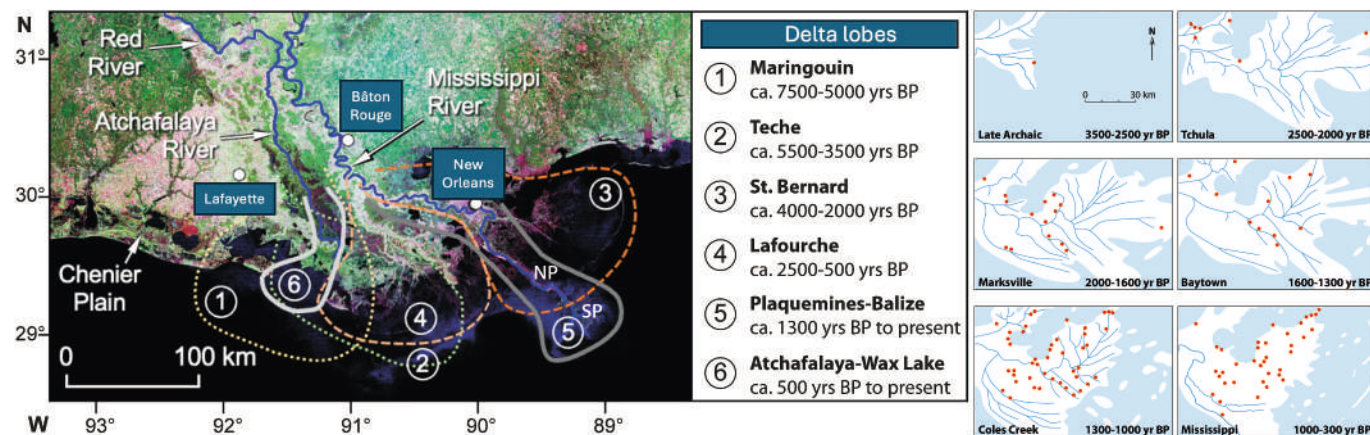 N
31°
30°
29°
W
93°
92°
91°
90°
89°
Red
River
Atchafalaya
River
Bâton
Rouge
Mississippi
River
Lafayette
New
Orleans
Chenier
Plain
NP
SP
1
2
3
4
5
6
0
100 km
Delta lobes
1
Maringouin
ca. 7500-5000 yrs BP
2
Teche
ca. 5500-3500 yrs BP
3
St. Bernard
ca. 4000-2000 yrs BP
4
Lafourche
ca. 2500-500 yrs BP
5
Plaquemines-Balize
ca. 1300 yrs BP to present
6
Atchafalaya-Wax Lake
ca. 500 yrs BP to present
N
0 30 km
Late Archaic 3500-2500 yr BP
Tchula 2500-2000 yr BP
Marksville 2000-1600 yr BP
Baytown 1600-1300 yr BP
Coles Creek 1300-1000 yr BP
Mississippi 1000-300 yr BP